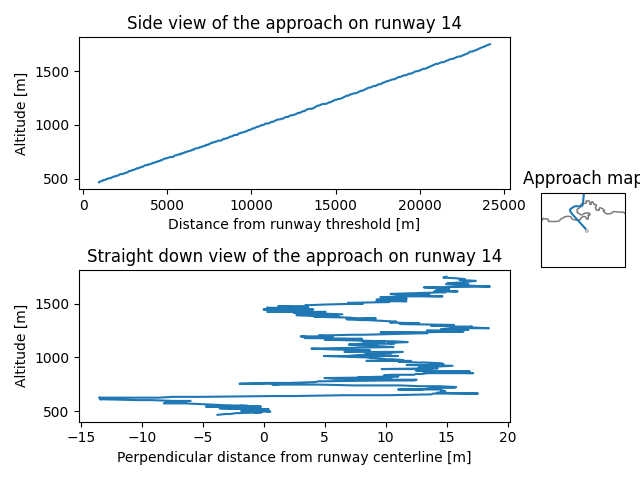 Side view of the approach on runway 14
Altitude [m]
1500
1000
500
0
5000
10000
15000
20000
25000
Distance from runway threshold [m]
Approach map
Straight down view of the approach on runway 14
Altitude [m]
1500
1000
500
−15
−10
−5
0
5
10
15
20
Perpendicular distance from runway centerline [m]